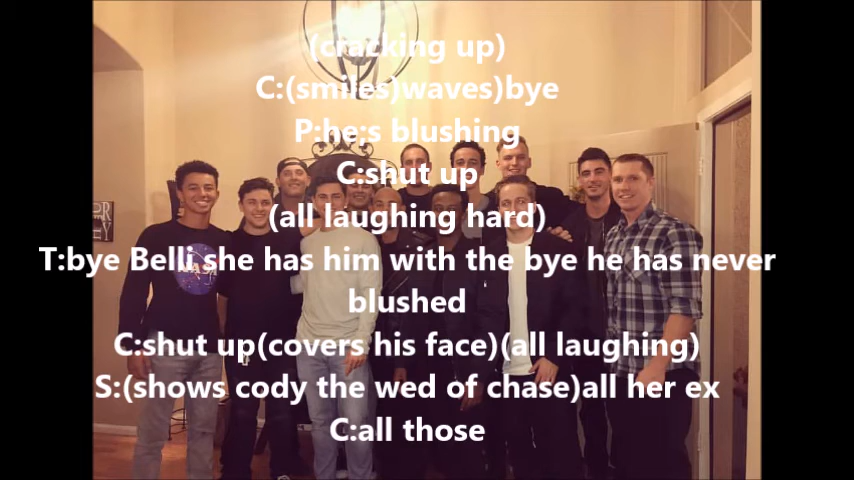 (cracking up)
C:(smiles)waves)bye
P:he;s blushing
C:shut up
(all laughing hard)
T:bye Belli she has him with the bye he has never
blushed
C:shut up(covers his face)(all laughing)
S:(shows cody the wed of chase)all her ex
C:all those
NASA